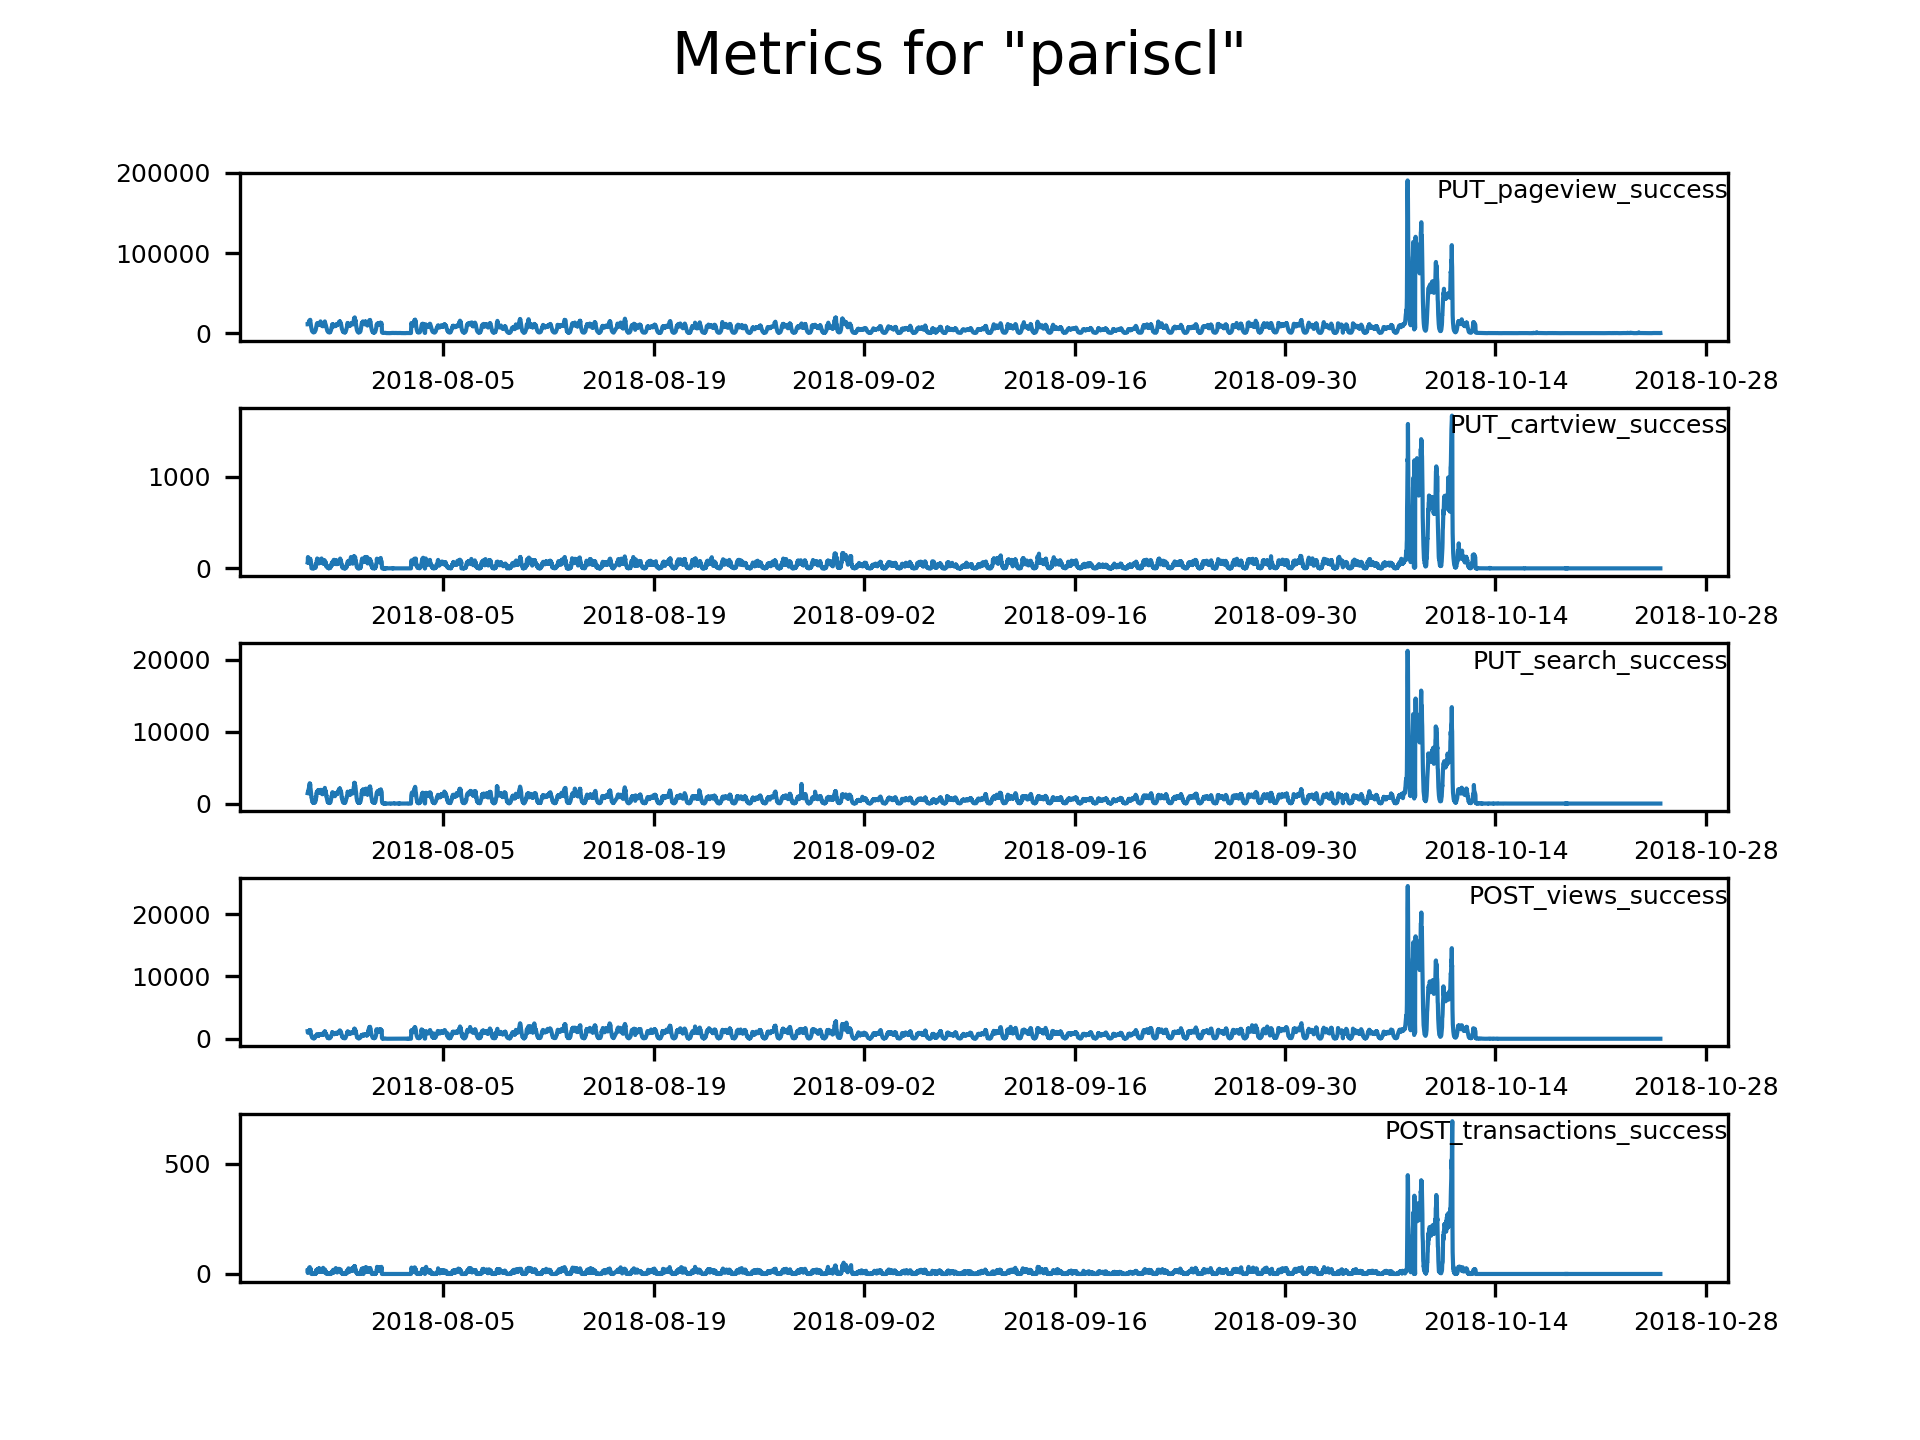 Metrics for "pariscl"
200000
100000
0
PUT_pageview_success
2018-08-05 2018-08-19 2018-09-02 2018-09-16 2018-09-30 2018-10-14 2018-10-28
1000
0
PUT_cartview_success
2018-08-05 2018-08-19 2018-09-02 2018-09-16 2018-09-30 2018-10-14 2018-10-28
20000
10000
0
PUT_search_success
2018-08-05 2018-08-19 2018-09-02 2018-09-16 2018-09-30 2018-10-14 2018-10-28
20000
10000
0
POST_views_success
2018-08-05 2018-08-19 2018-09-02 2018-09-16 2018-09-30 2018-10-14 2018-10-28
500
0
POST_transactions_success
2018-08-05 2018-08-19 2018-09-02 2018-09-16 2018-09-30 2018-10-14 2018-10-28